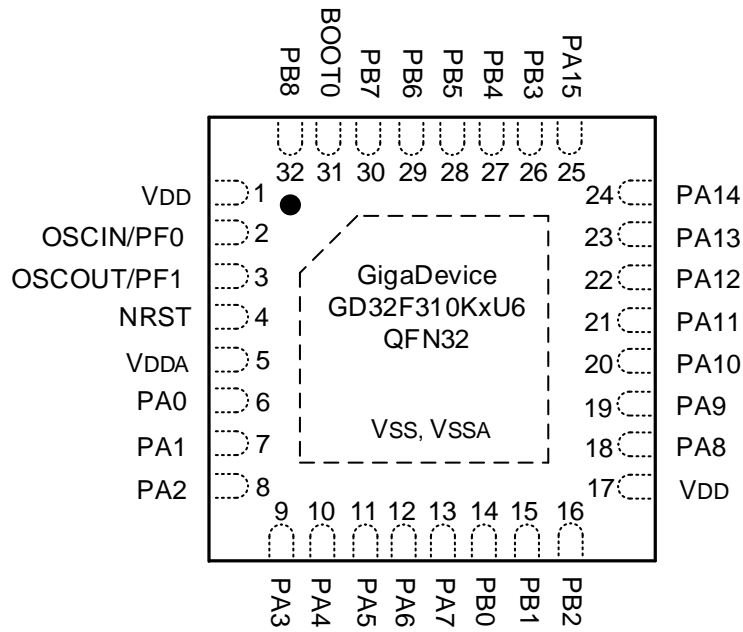 PB8
BOOT0
PB7
PB6
PB5
PB4
PB3
PA15
32
31
30
29
28
27
26
25
VDD
1
OSCIN/PF0
2
OSCOUT/PF1
3
NRST
4
VDDA
5
PA0
6
PA1
7
PA2
8
GigaDevice
GD32F310KxU6
QFN32
VSS, VSSA
24
PA14
23
PA13
22
PA12
21
PA11
20
PA10
19
PA9
18
PA8
17
VDD
9
10
11
12
13
14
15
16
PA3
PA4
PA5
PA6
PA7
PB0
PB1
PB2